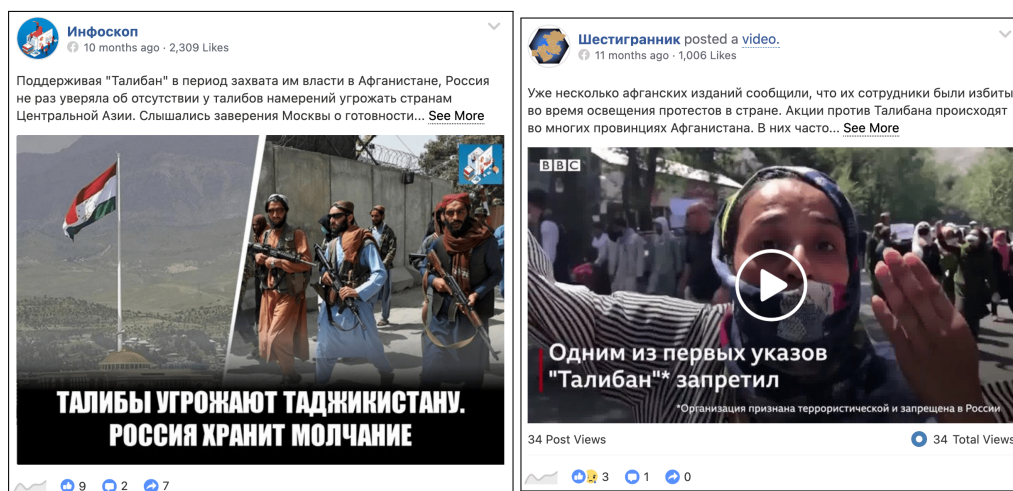 Инфоскоп
10 months ago · 2,309 Likes
Поддерживая "Талибан" в период захвата им власти в Афганистане, Россия
не раз уверяла об отсутствии у талибов намерений угрожать странам
Центральной Азии. Слышались заверения Москвы о готовности... See More
ТАЛИБЫ УГРОЖАЮТ ТАДЖИКИСТАНУ.
РОССИЯ ХРАНИТ МОЛЧАНИЕ
9 2 7
Шестигранник posted a video.
11 months ago · 1,006 Likes
Уже несколько афганских изданий сообщили, что их сотрудники были избиты
во время освещения протестов в стране. Акции против Талибана происходят
во многих провинциях Афганистана. В них часто... See More
BBC
Одним из первых указов
"Талибан"* запретил
*Организация признана террористической и запрещена в России
34 Post Views
34 Total Views
3 1 0